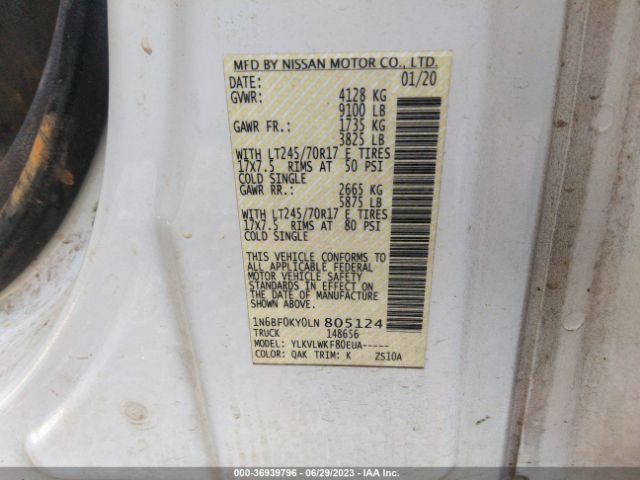 MFD BY NISSAN MOTOR CO., LTD.
DATE: 01/20
GVWR: 4128 KG
9100 LB
GAWR FR.: 1735 KG
3825 LB
WITH LT245/70R17 E TIRES
17X7.5 RIMS AT 50 PSI
COLD SINGLE
GAWR RR.: 2665 KG
5875 LB
WITH LT245/70R17 E TIRES
17X7.5 RIMS AT 80 PSI
COLD SINGLE
THIS VEHICLE CONFORMS TO
ALL APPLICABLE FEDERAL
MOTOR VEHICLE SAFETY
STANDARDS IN EFFECT ON
THE DATE OF MANUFACTURE
SHOWN ABOVE.
1N6BF0KY0LN 805124
TRUCK 148656
MODEL: YLKVLWKF80EUA-----
COLOR: QAK TRIM: K ZS10A
000-36939796 - 06/29/2023 - IAA Inc.